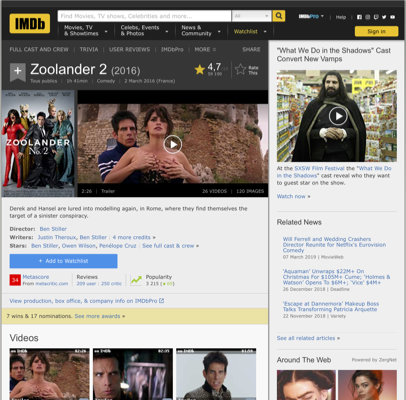 IMDb
Find Movies, TV shows, Celebrities and more...
All
IMDbPro
Help
Movies, TV & Showtimes
Celebs, Events & Photos
News & Community
Watchlist
Sign in
FULL CAST AND CREW | TRIVIA | USER REVIEWS | IMDbPro | MORE
SHARE
Zoolander 2 (2016)
Tous publics | 1h 41min | Comedy | 2 March 2016 (France)
4,7
Rate This
ZOOLANDER
No. 2
2:26 | Trailer
26 VIDEOS | 120 IMAGES
Derek and Hansel are lured into modelling again, in Rome, where they find themselves the target of a sinister conspiracy.
Director: Ben Stiller
Writers: Justin Theroux, Ben Stiller | 4 more credits »
Stars: Ben Stiller, Owen Wilson, Penélope Cruz | See full cast & crew »
+ Add to Watchlist
34
Metascore
From metacritic.com
Reviews
209 user | 250 critic
Popularity
3 215
View production, box office, & company info on IMDbPro
7 wins & 17 nominations. See more awards »
Videos
"What We Do in the Shadows" Cast Convert New Vamps
At the SXSW Film Festival the "What We Do in the Shadows" cast reveal who they want to guest star on the show.
Watch now »
Related News
Will Ferrell and Wedding Crashers Director Reunite for Netflix's Eurovision Comedy
07 March 2019 | MovieWeb
'Aquaman' Unwraps $22M+ On Christmas For $105M+ Cume; 'Holmes & Watson' Opens To $6M+; 'Vice' $4M+
26 December 2018 | Deadline
'Escape at Dannemora' Makeup Boss Talks Transforming Patricia Arquette
22 November 2018 | Variety
See all related articles »
Around The Web
Powered by ZergNet